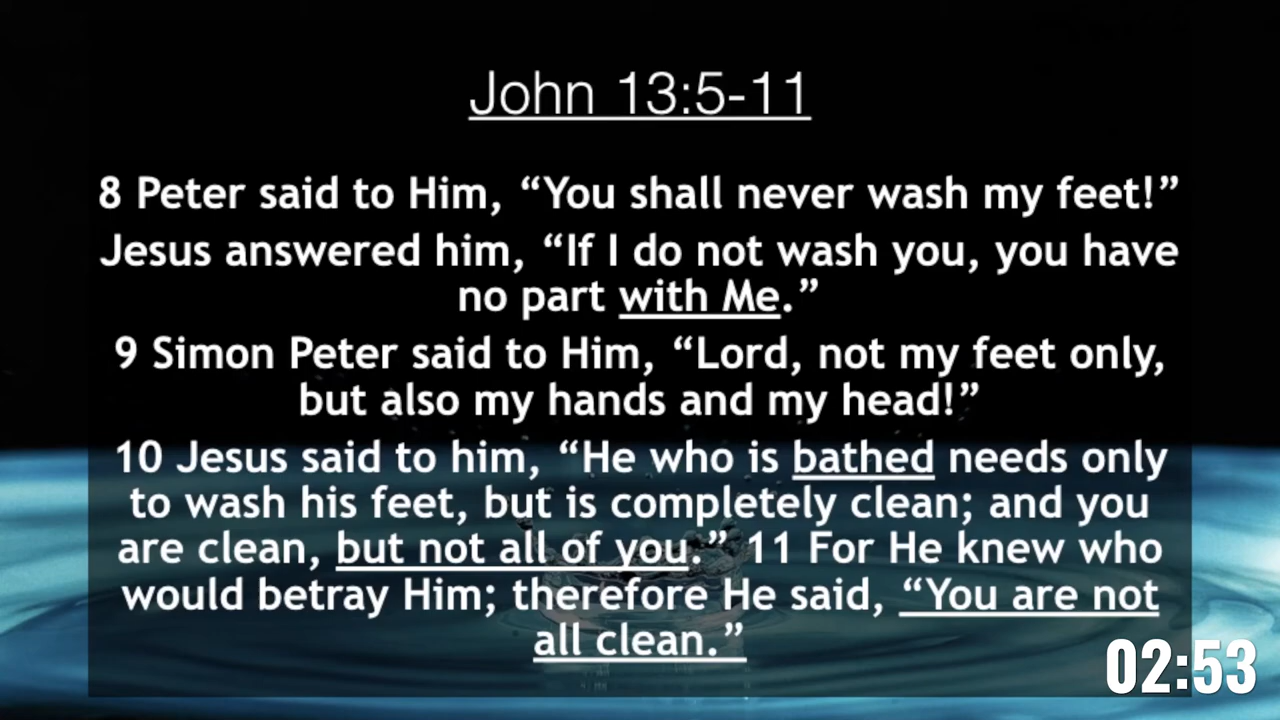 John 13:5-11
8 Peter said to Him, “You shall never wash my feet!”
Jesus answered him, “If I do not wash you, you have
no part with Me.”
9 Simon Peter said to Him, “Lord, not my feet only,
but also my hands and my head!”
10 Jesus said to him, “He who is bathed needs only
to wash his feet, but is completely clean; and you
are clean, but not all of you.” 11 For He knew who
would betray Him; therefore He said, “You are not
all clean.”
02:53